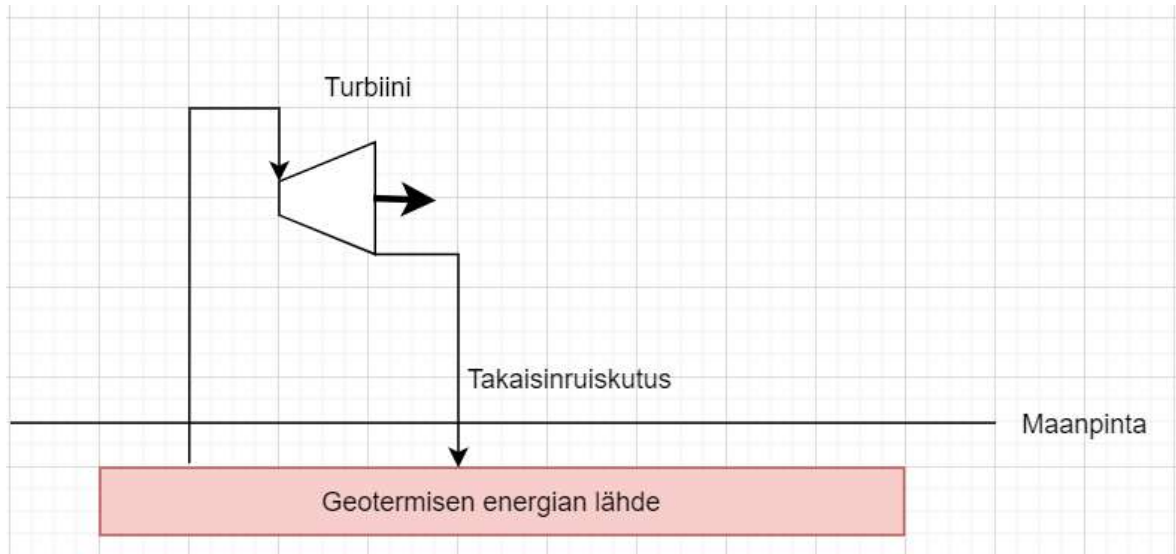 Turbiini
Takaisinruiskutus
Maanpinta
Geotermisen energian lähde